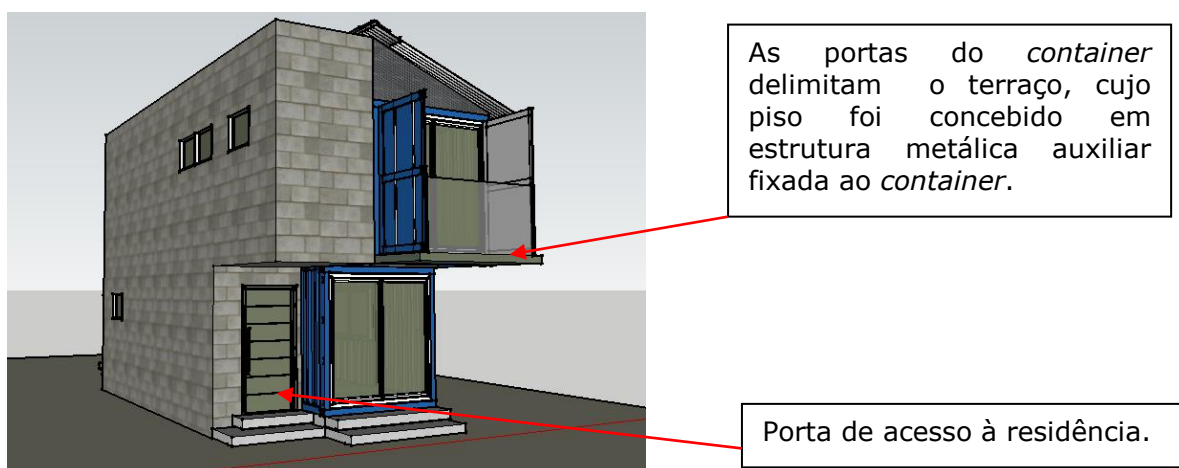 As portas do container
delimitam o terraço, cujo
piso foi concebido em
estrutura metálica auxiliar
fixada ao container.
Porta de acesso à residência.